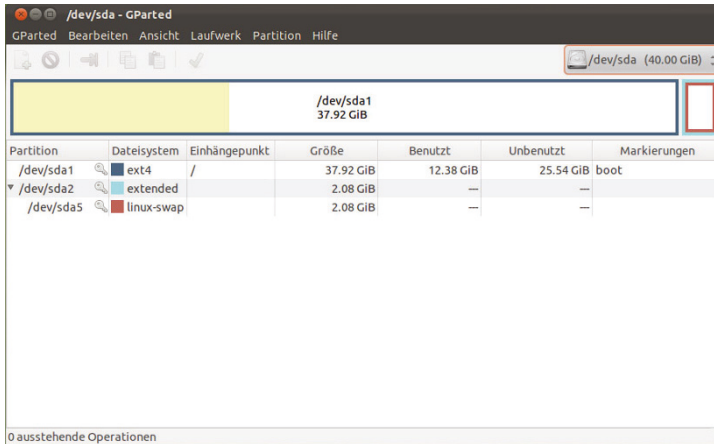 /dev/sda - GParted
GParted Bearbeiten Ansicht Laufwerk Partition Hilfe
/dev/sda (40.00 GiB)
/dev/sda1
37.92 GiB
Partition Dateisystem Einhängepunkt Größe Benutzt Unbenutzt Markierungen
/dev/sda1 ext4 / 37.92 GiB 12.38 GiB 25.54 GiB boot
/dev/sda2 extended 2.08 GiB --- ---
/dev/sda5 linux-swap 2.08 GiB --- ---
0 ausstehende Operationen